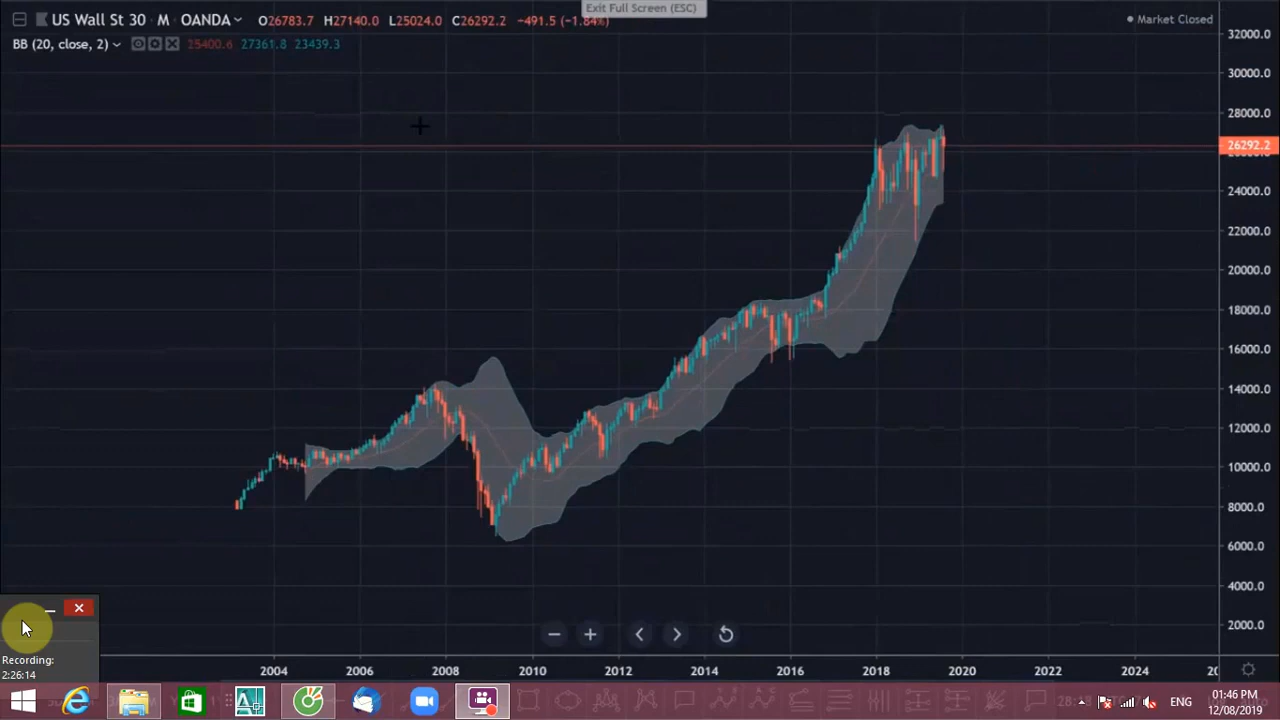 Exit Full Screen (ESC)
US Wall St 30 · M · OANDA O26783.7 H27140.0 L25024.0 C26292.2 −491.5 (−1.84%)
Market Closed
BB (20, close, 2) 25400.6 27361.8 23439.3
32000.0
30000.0
28000.0
26292.2
24000.0
22000.0
20000.0
18000.0
16000.0
14000.0
12000.0
10000.0
8000.0
6000.0
4000.0
2000.0
Recording:
2:26:14
2004 2006 2008 2010 2012 2014 2016 2018 2020 2022 2024
ENG
01:46 PM
12/08/2019